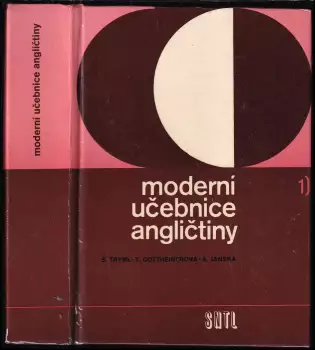 moderní učebnice angličtiny
moderní
učebnice
angličtiny
1)
SNTL